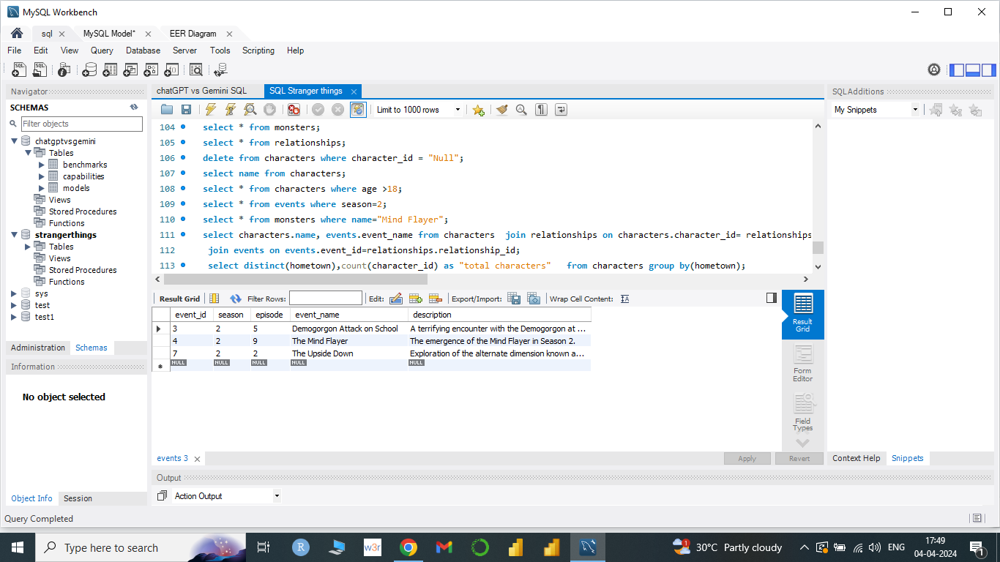 MySQL Workbench
sql
MySQL Model*
EER Diagram
File Edit View Query Database Server Tools Scripting Help
Navigator
SCHEMAS
Filter objects
chatgptvsgemini
Tables
benchmarks
capabilities
models
Views
Stored Procedures
Functions
strangerthings
Tables
Views
Stored Procedures
Functions
sys
test
test1
Administration Schemas
Information
No object selected
Object Info Session
chatGPT vs Gemini SQL
SQL Stranger things
Limit to 1000 rows
104 select * from monsters;
105 select * from relationships;
106 delete from characters where character_id = "Null";
107 select name from characters;
108 select * from characters where age >18;
109 select * from events where season=2;
110 select * from monsters where name="Mind Flayer";
111 select characters.name, events.event_name from characters  join relationships on characters.character_id= relationships
112 join events on events.event_id=relationships.relationship_id;
113 select distinct(hometown),count(character_id) as "total characters"   from characters group by(hometown);
Result Grid Filter Rows: Edit: Export/Import: Wrap Cell Content:
event_id season episode event_name description
3 2 5 Demogorgon Attack on School A terrifying encounter with the Demogorgon at ...
4 2 9 The Mind Flayer The emergence of the Mind Flayer in Season 2.
7 2 2 The Upside Down Exploration of the alternate dimension known a...
NULL NULL NULL NULL NULL
Result
Grid
Form
Editor
Field
Types
events 3
Apply Revert
Output
Action Output
SQLAdditions
My Snippets
Context Help Snippets
Query Completed
Type here to search
R
w3r
30°C Partly cloudy
ENG
17:49
04-04-2024
1